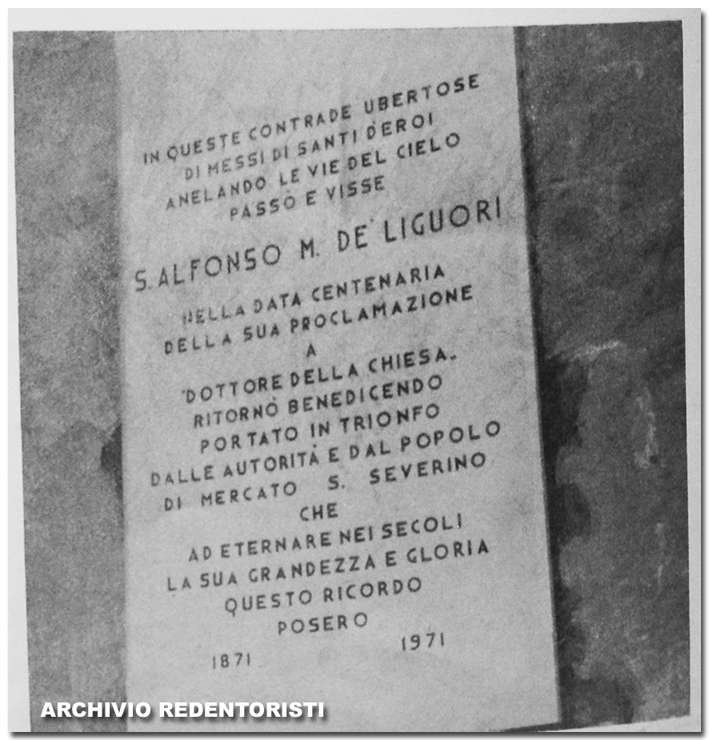 IN QUESTE CONTRADE UBERTOSE
DI MESSI DI SANTI D'EROI
ANELANDO LE VIE DEL CIELO
PASSÒ E VISSE
S. ALFONSO M. DE' LIGUORI
NELLA DATA CENTENARIA
DELLA SUA PROCLAMAZIONE
A
"DOTTORE DELLA CHIESA"
RITORNÒ BENEDICENDO
PORTATO IN TRIONFO
DALLE AUTORITÀ E DAL POPOLO
DI MERCATO S. SEVERINO
CHE
AD ETERNARE NEI SECOLI
LA SUA GRANDEZZA E GLORIA
QUESTO RICORDO
POSERO
1871 1971
ARCHIVIO REDENTORISTI